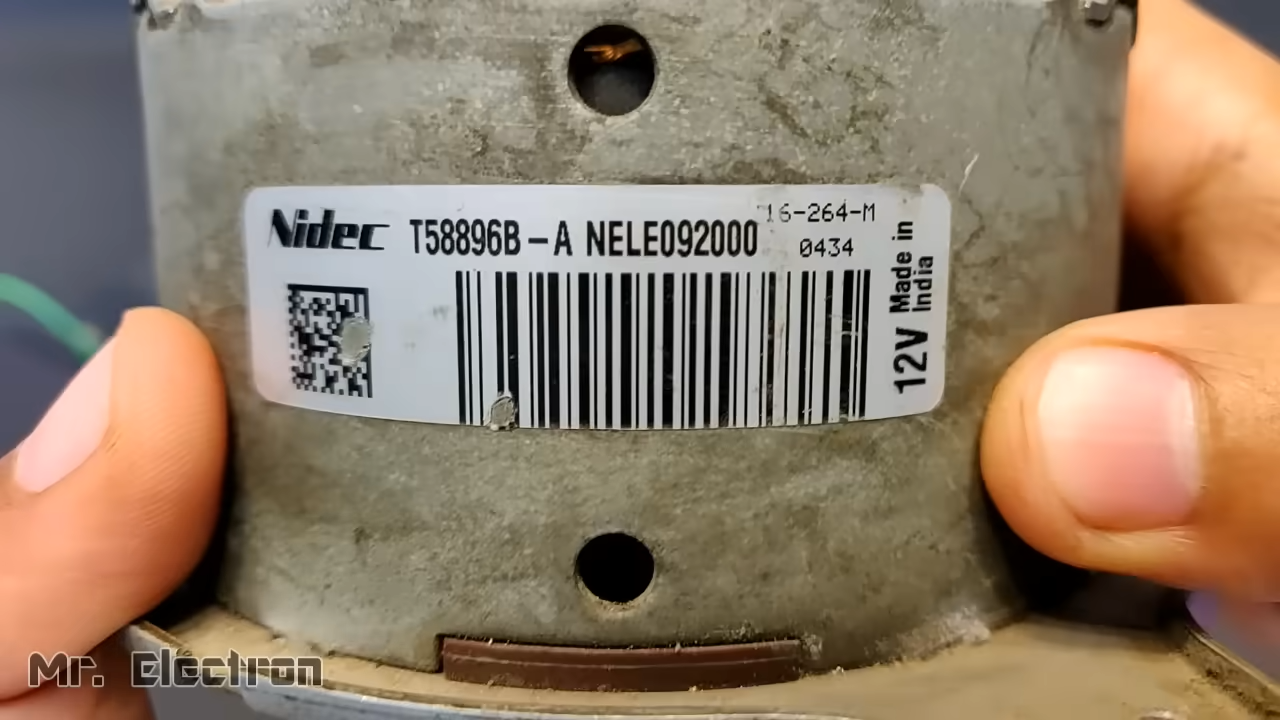 Nidec T58896B-A NELE092000
16-264-M
0434
12V Made in
India
Mr. Electron